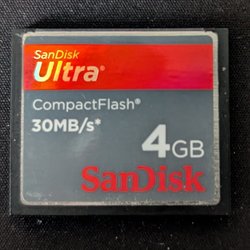 SanDisk
Ultra®
CompactFlash®
30MB/s*
4GB
SanDisk